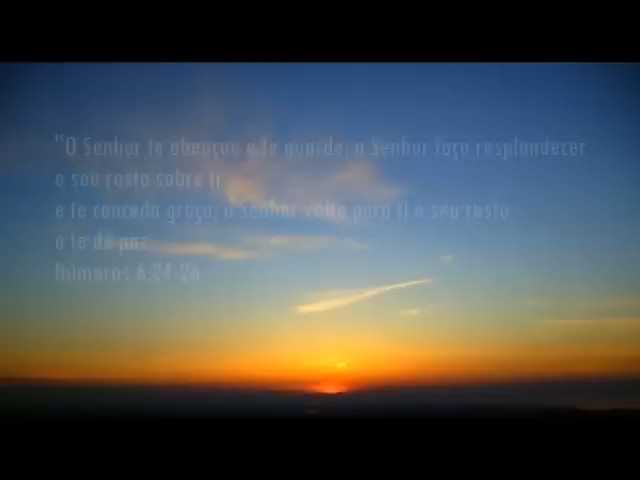 "O Senhor te abençoe e te guarde; o Senhor faça resplandecer
o seu rosto sobre ti
e te conceda graça; o Senhor volte para ti o seu rosto
e te dê paz.
Números 6:24-26